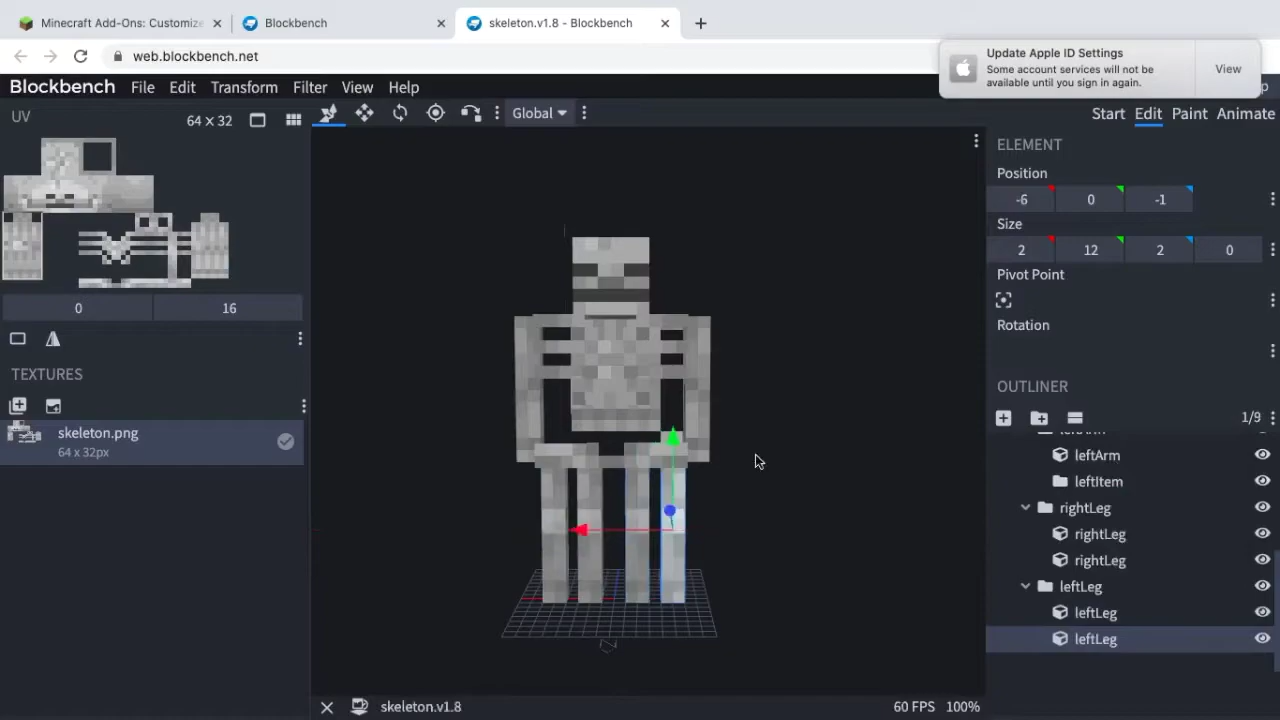 Minecraft Add-Ons: Customize
Blockbench
skeleton.v1.8 - Blockbench
web.blockbench.net
Update Apple ID Settings
Some account services will not be
available until you sign in again.
View
Blockbench
File
Edit
Transform
Filter
View
Help
UV
64 x 32
Global
Start
Edit
Paint
Animate
ELEMENT
Position
-6
0
-1
Size
2
12
2
0
Pivot Point
Rotation
0
16
TEXTURES
skeleton.png
64 x 32px
OUTLINER
1/9
leftArm
leftItem
rightLeg
rightLeg
rightLeg
leftLeg
leftLeg
leftLeg
skeleton.v1.8
60 FPS
100%